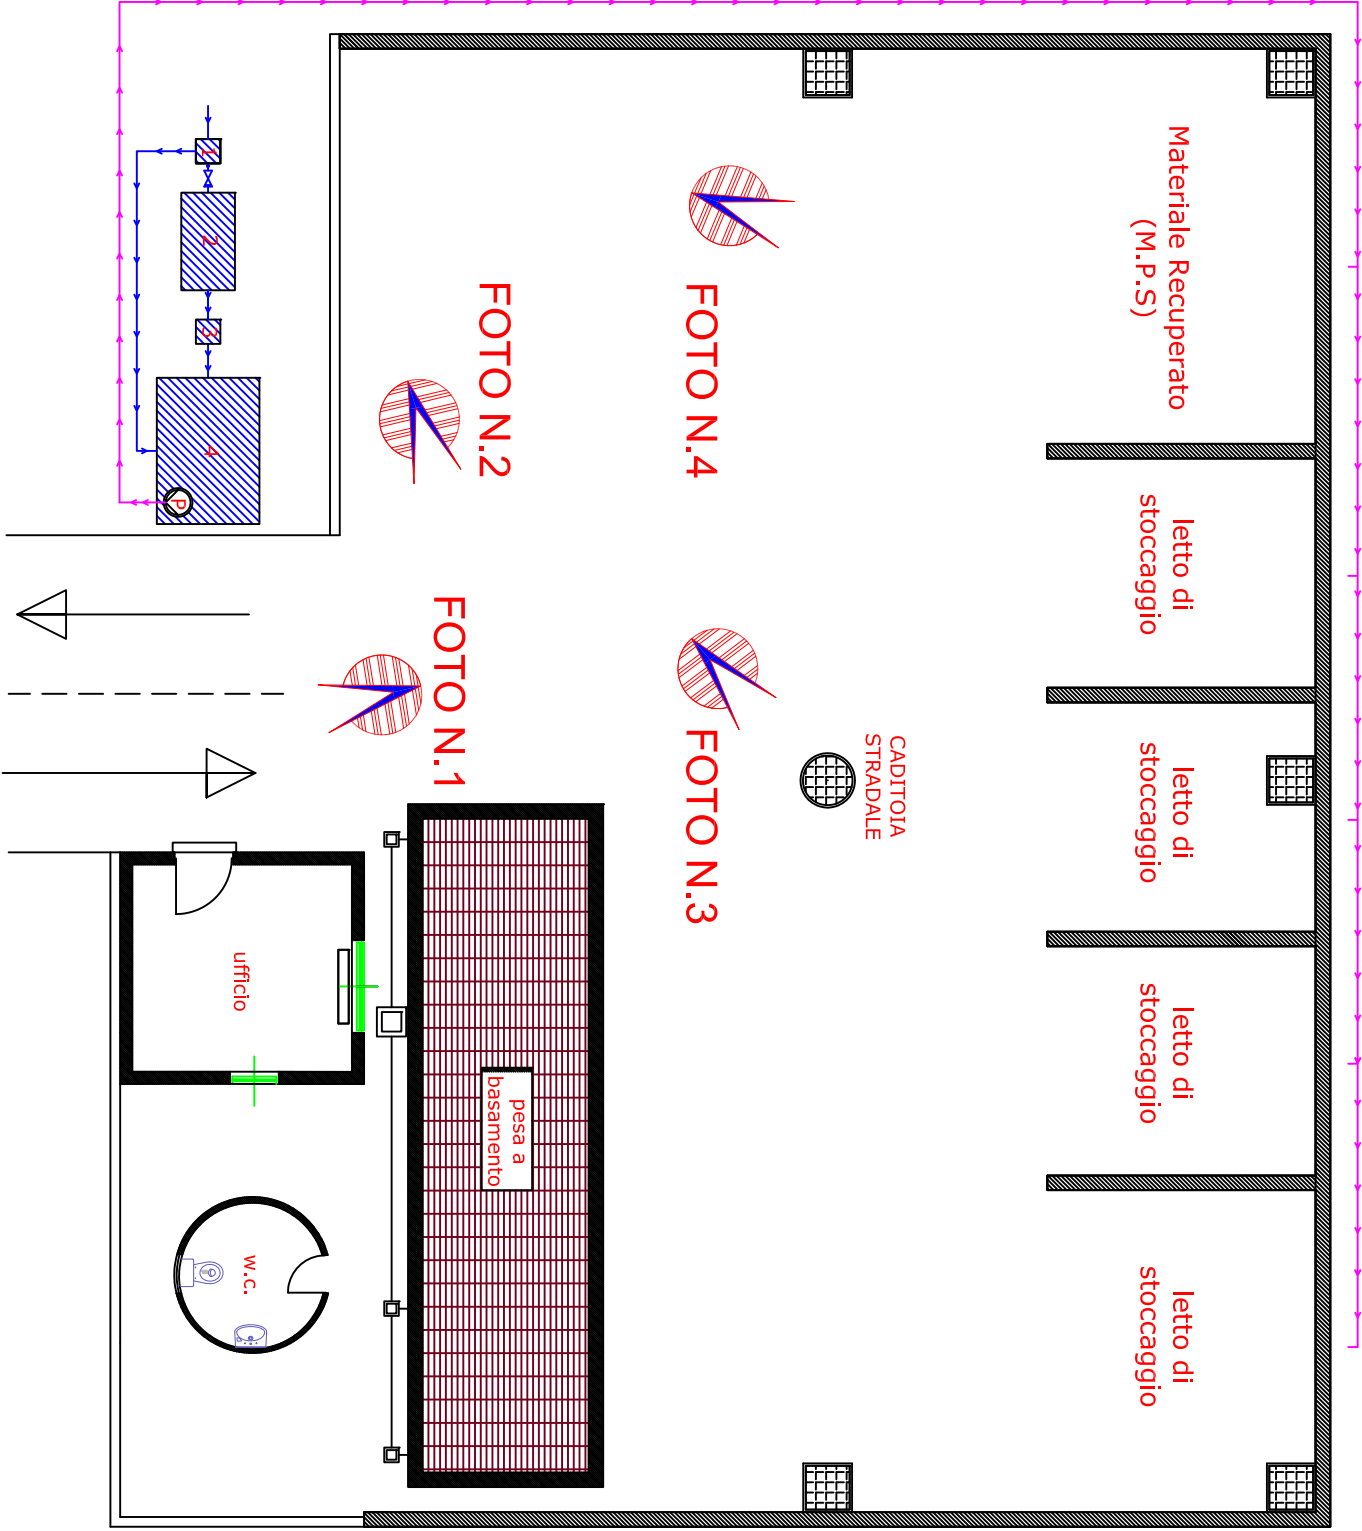 Materiale Recuperato
(M.P.S)
letto di
stoccaggio
letto di
stoccaggio
letto di
stoccaggio
letto di
stoccaggio
CADITOIA
STRADALE
FOTO N.4
FOTO N.3
FOTO N.2
FOTO N.1
pesa a
basamento
ufficio
w.c.
1
2
3
4
P